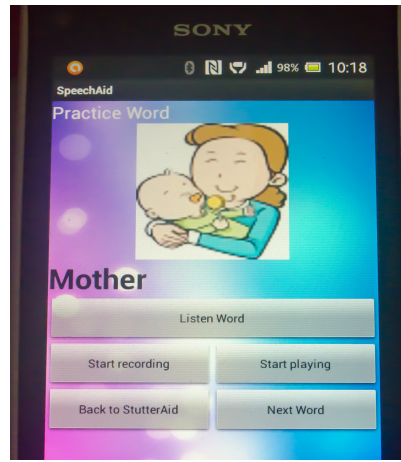 SONY
98% 10:18
SpeechAid
Practice Word
Mother
Listen Word
Start recording Start playing
Back to StutterAid Next Word